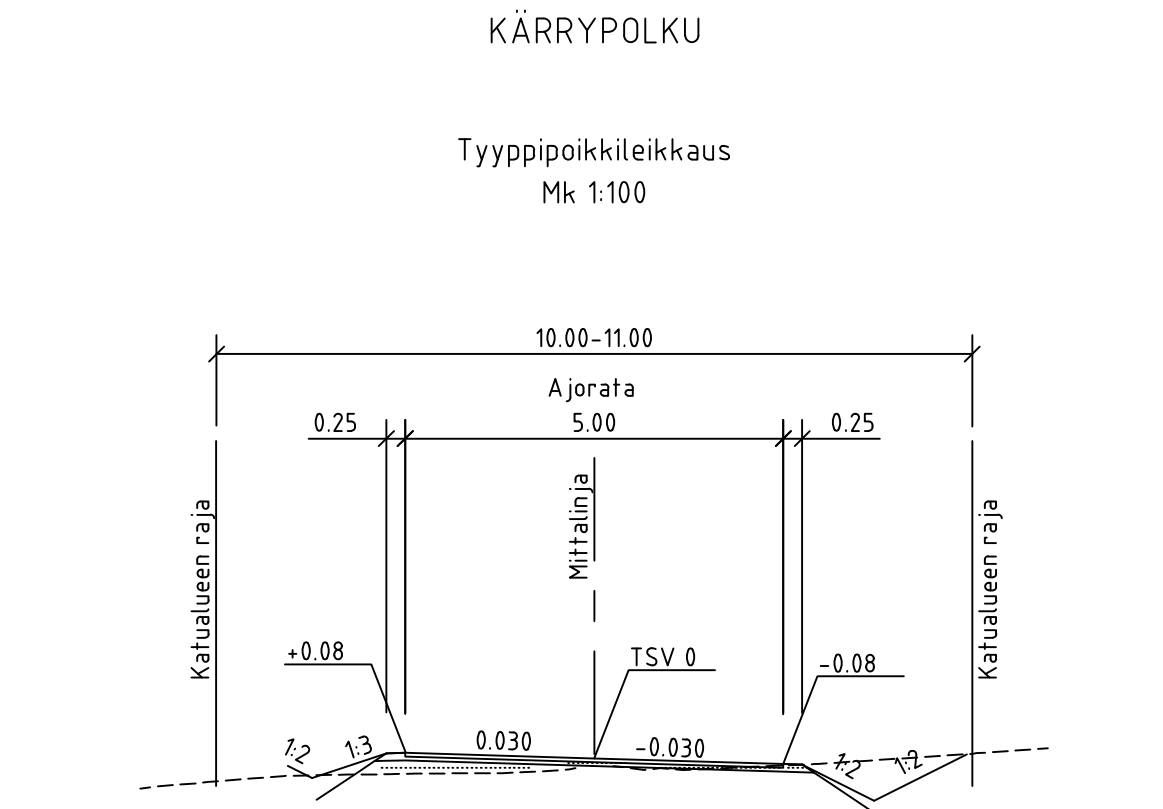 KÄRRYPOLKU
Tyyppipoikkileikkaus
Mk 1:100
10.00-11.00
Ajorata
0.25 5.00 0.25
Katualueen raja
Mittalinja
Katualueen raja
+0.08 TSV 0 -0.08
1:2 1:3 0.030 -0.030 1:2 1:2